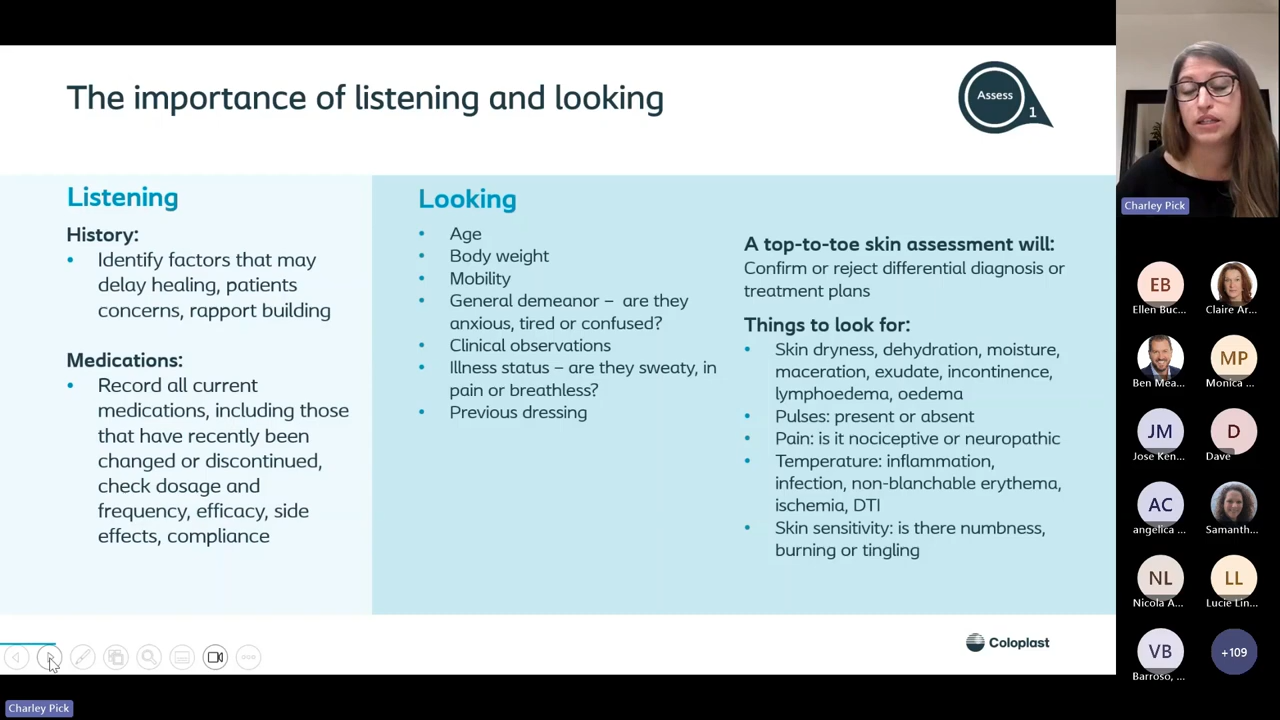 The importance of listening and looking
Assess
1
Listening
History:
• Identify factors that may
delay healing, patients
concerns, rapport building
Medications:
• Record all current
medications, including those
that have recently been
changed or discontinued,
check dosage and
frequency, efficacy, side
effects, compliance
Looking
• Age
• Body weight
• Mobility
• General demeanor – are they
anxious, tired or confused?
• Clinical observations
• Illness status – are they sweaty, in
pain or breathless?
• Previous dressing
A top-to-toe skin assessment will:
Confirm or reject differential diagnosis or
treatment plans
Things to look for:
• Skin dryness, dehydration, moisture,
maceration, exudate, incontinence,
lymphoedema, oedema
• Pulses: present or absent
• Pain: is it nociceptive or neuropathic
• Temperature: inflammation,
infection, non-blanchable erythema,
ischemia, DTI
• Skin sensitivity: is there numbness,
burning or tingling
Coloplast
Charley Pick
Charley Pick
EB
Ellen Buc...
Claire Ar...
Ben Mea...
MP
Monica ...
JM
Jose Ken...
D
Dave
AC
angelica ...
Samanth...
NL
Nicola A...
LL
Lucie Lin...
VB
Barroso, ...
+109